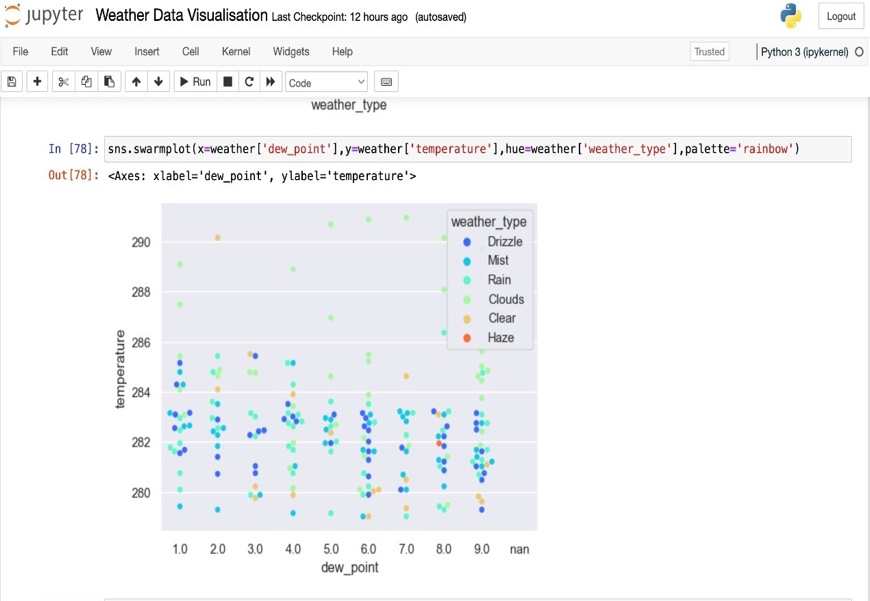 jupyter Weather Data Visualisation Last Checkpoint: 12 hours ago (autosaved)
Logout
File Edit View Insert Cell Kernel Widgets Help
Trusted Python 3 (ipykernel)
Run Code
weather_type
In [78]: sns.swarmplot(x=weather['dew_point'],y=weather['temperature'],hue=weather['weather_type'],palette='rainbow')
Out[78]: <Axes: xlabel='dew_point', ylabel='temperature'>
weather_type
Drizzle
Mist
Rain
Clouds
Clear
Haze
temperature
290
288
286
284
282
280
1.0 2.0 3.0 4.0 5.0 6.0 7.0 8.0 9.0 nan
dew_point